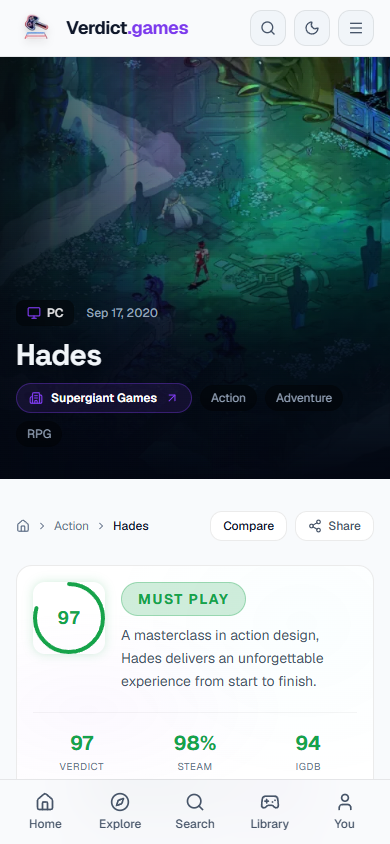 Verdict.games
PC
Sep 17, 2020
Hades
Supergiant Games
Action
Adventure
RPG
Action
Hades
Compare
Share
97
MUST PLAY
A masterclass in action design,
Hades delivers an unforgettable
experience from start to finish.
97
98%
94
VERDICT
STEAM
IGDB
Home
Explore
Search
Library
You